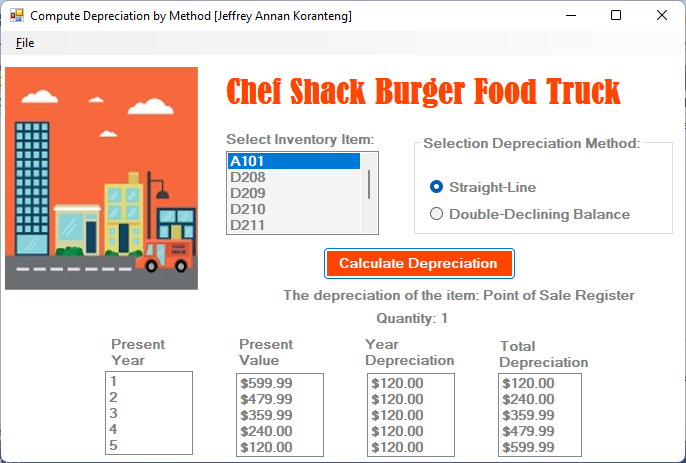 Compute Depreciation by Method [Jeffrey Annan Koranteng]
File
Chef Shack Burger Food Truck
Select Inventory Item:
A101
D208
D209
D210
D211
Selection Depreciation Method:
Straight-Line
Double-Declining Balance
Calculate Depreciation
The depreciation of the item: Point of Sale Register
Quantity: 1
Present
Year
1
2
3
4
5
Present
Value
$599.99
$479.99
$359.99
$240.00
$120.00
Year
Depreciation
$120.00
$120.00
$120.00
$120.00
$120.00
Total
Depreciation
$120.00
$240.00
$359.99
$479.99
$599.99
FOOD
TRUCK